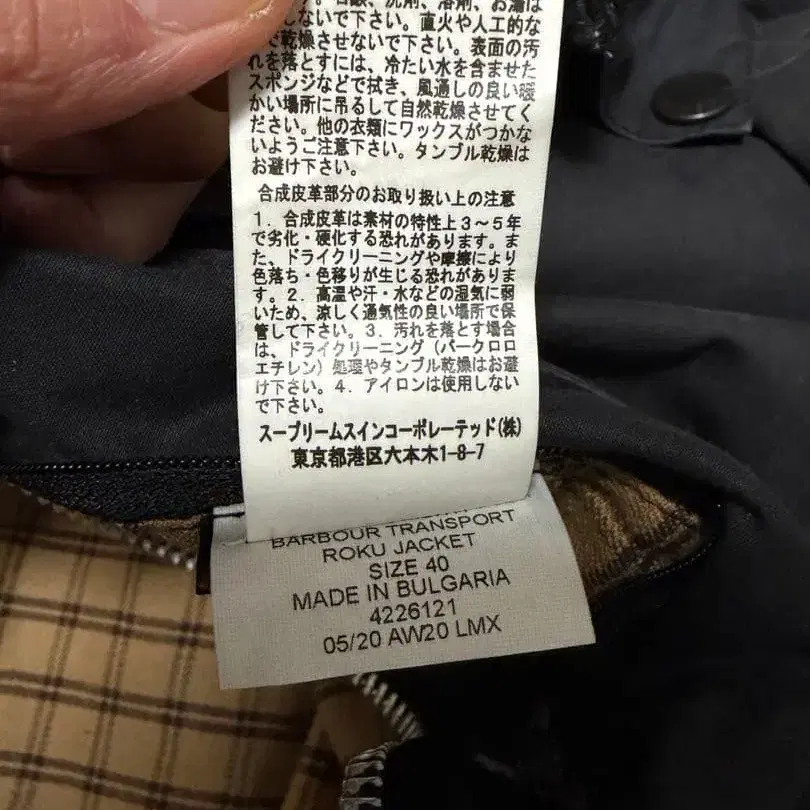 石鹸、洗剤、溶剤、お湯は
しないで下さい。直火や人工的な
で乾燥させないで下さい。表面の汚
れを落とすには、冷たい水を含ませた
スポンジなどで拭き、風通しの良い暖
かい場所に吊るして自然乾燥させてく
ださい。他の衣類にワックスがつかな
いようご注意下さい。タンブル乾燥は
お避け下さい。
合成皮革部分のお取り扱い上の注意
1．合成皮革は素材の特性上3～5年
で劣化・硬化する恐れがあります。ま
た、ドライクリーニングや摩擦により
色落ち・色移りが生じる恐れがありま
す。2．高温や汗・水などの湿気に弱
いため、涼しく通気性の良い場所で保
管して下さい。3．汚れを落とす場合
は、ドライクリーニング（パークロロ
エチレン）処理やタンブル乾燥はお避
け下さい。4．アイロンは使用しない
で下さい。
スープリームスインコーポレーテッド(株)
東京都港区六本木1-8-7
BARBOUR TRANSPORT
ROKU JACKET
SIZE 40
MADE IN BULGARIA
4226121
05/20 AW20 LMX